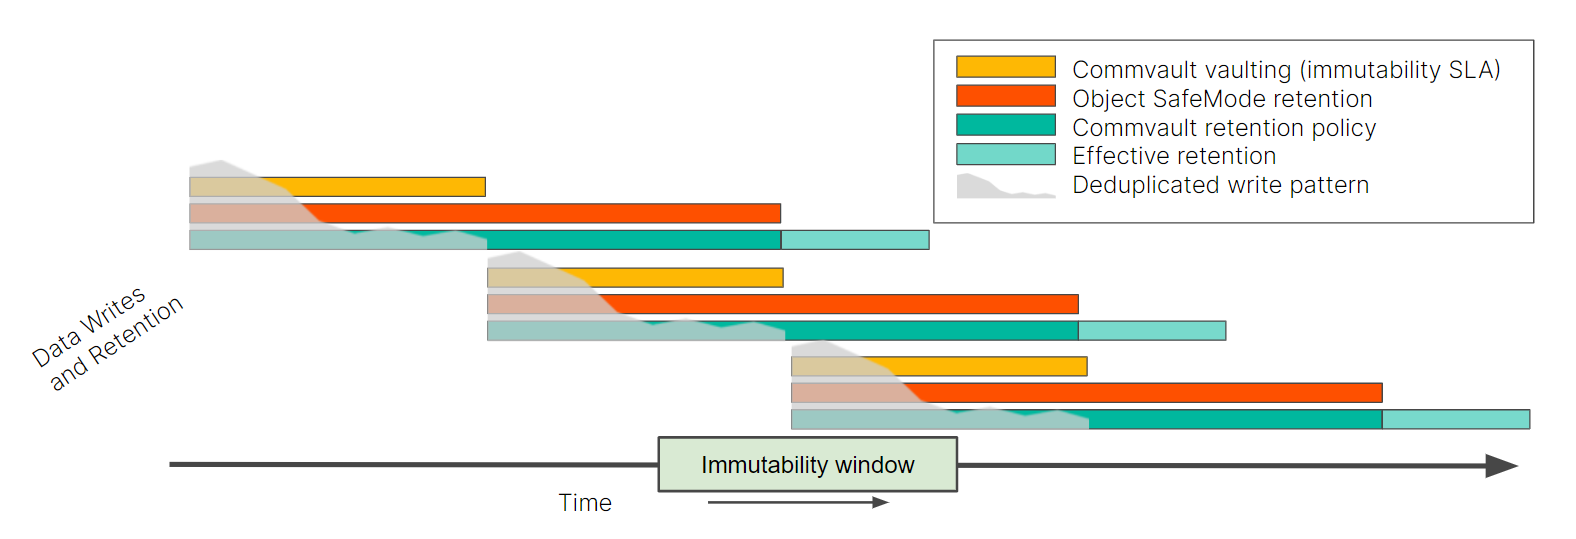 Commvault vaulting (immutability SLA)
Object SafeMode retention
Commvault retention policy
Effective retention
Deduplicated write pattern
Data Writes
and Retention
Immutability window
Time